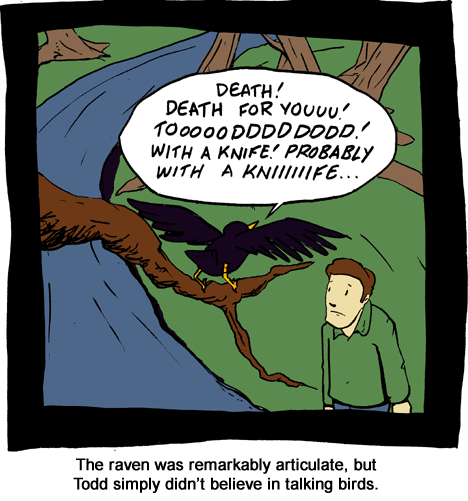 DEATH!
DEATH FOR YOUUU!
TOOOOODDDDDDDD!
WITH A KNIFE! PROBABLY
WITH A KNIIIIIIFE...
The raven was remarkably articulate, but
Todd simply didn't believe in talking birds.